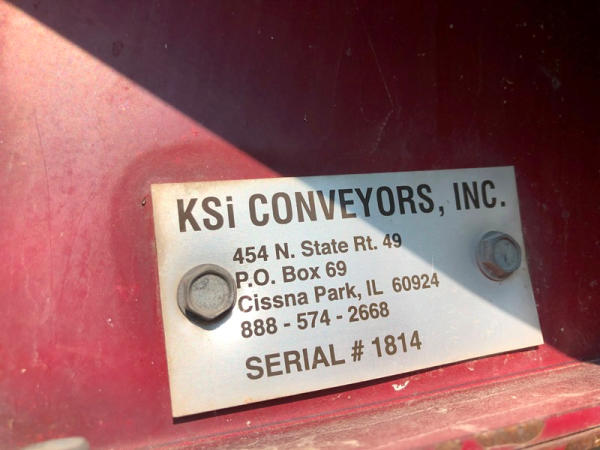 KSi CONVEYORS, INC.
454 N. State Rt. 49
P.O. Box 69
Cissna Park, IL 60924
888 - 574 - 2668
SERIAL # 1814